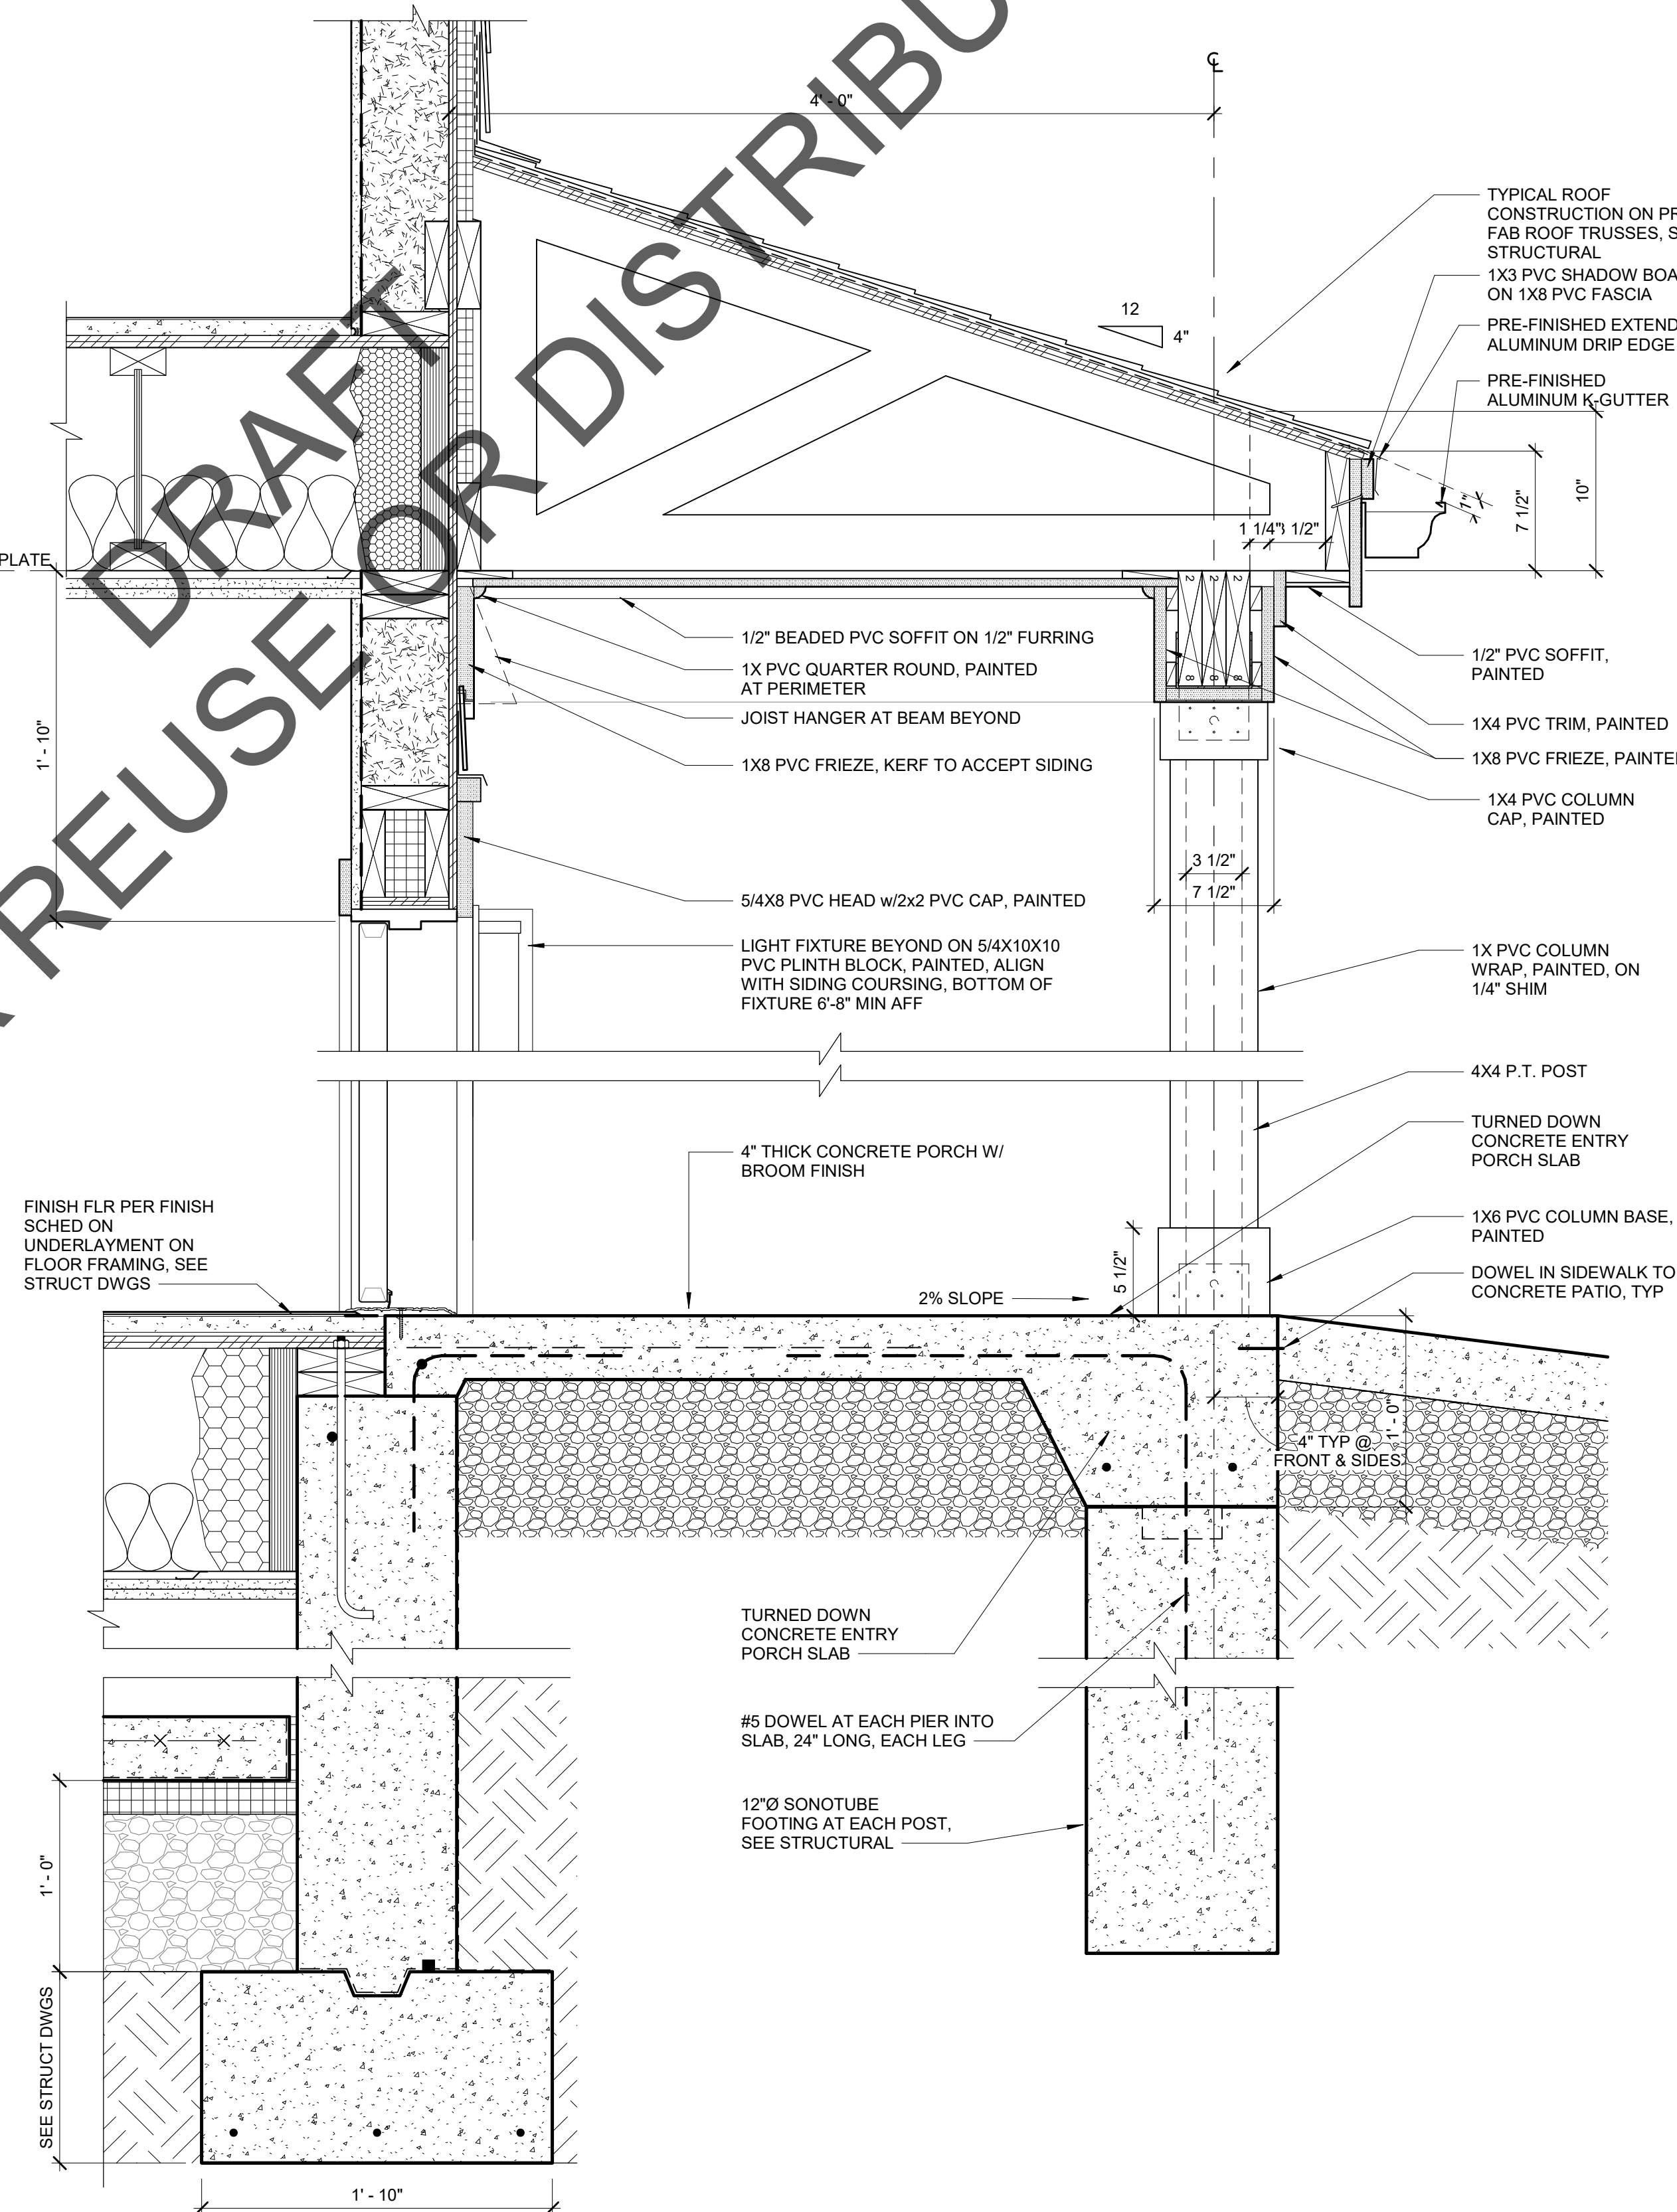 DRAFT
REUSE OR DISTRIBU
4' - 0"
TYPICAL ROOF
CONSTRUCTION ON PR
FAB ROOF TRUSSES, S
STRUCTURAL
1X3 PVC SHADOW BOA
ON 1X8 PVC FASCIA
PRE-FINISHED EXTEND
ALUMINUM DRIP EDGE
PRE-FINISHED
ALUMINUM K-GUTTER
12
4"
1"
7 1/2"
10"
1 1/4"
1/2"
PLATE
2 2 2
8 8 8
1/2" BEADED PVC SOFFIT ON 1/2" FURRING
1X PVC QUARTER ROUND, PAINTED
AT PERIMETER
JOIST HANGER AT BEAM BEYOND
1X8 PVC FRIEZE, KERF TO ACCEPT SIDING
1/2" PVC SOFFIT,
PAINTED
1X4 PVC TRIM, PAINTED
1X8 PVC FRIEZE, PAINTE
1X4 PVC COLUMN
CAP, PAINTED
1' - 10"
3 1/2"
7 1/2"
5/4X8 PVC HEAD w/2x2 PVC CAP, PAINTED
LIGHT FIXTURE BEYOND ON 5/4X10X10
PVC PLINTH BLOCK, PAINTED, ALIGN
WITH SIDING COURSING, BOTTOM OF
FIXTURE 6'-8" MIN AFF
1X PVC COLUMN
WRAP, PAINTED, ON
1/4" SHIM
4X4 P.T. POST
TURNED DOWN
CONCRETE ENTRY
PORCH SLAB
4" THICK CONCRETE PORCH W/
BROOM FINISH
FINISH FLR PER FINISH
SCHED ON
UNDERLAYMENT ON
FLOOR FRAMING, SEE
STRUCT DWGS
1X6 PVC COLUMN BASE,
PAINTED
DOWEL IN SIDEWALK TO
CONCRETE PATIO, TYP
5 1/2"
2% SLOPE
1' - 0"
4" TYP @
FRONT & SIDES
TURNED DOWN
CONCRETE ENTRY
PORCH SLAB
#5 DOWEL AT EACH PIER INTO
SLAB, 24" LONG, EACH LEG
12"Ø SONOTUBE
FOOTING AT EACH POST,
SEE STRUCTURAL
1' - 0"
SEE STRUCT DWGS
1' - 10"